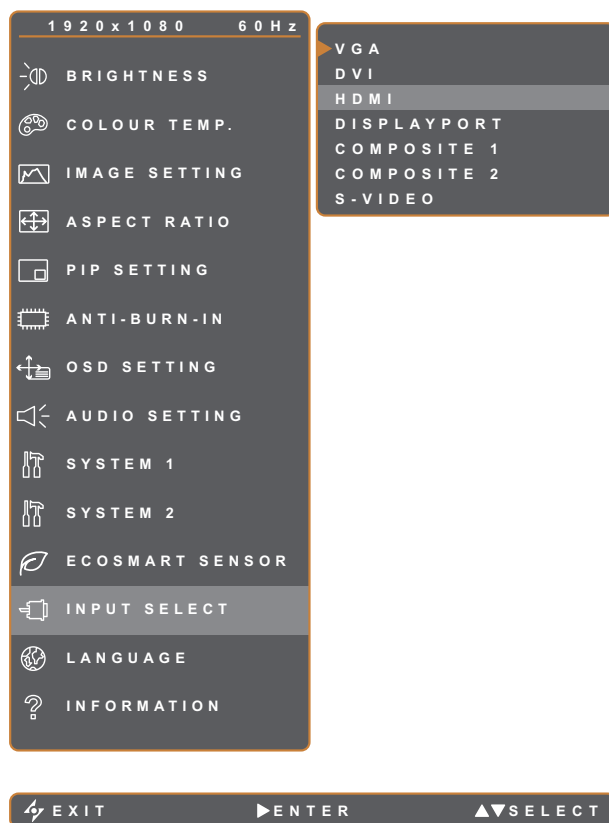 1920x1080 60Hz
BRIGHTNESS
COLOUR TEMP.
IMAGE SETTING
ASPECT RATIO
PIP SETTING
ANTI-BURN-IN
OSD SETTING
AUDIO SETTING
SYSTEM 1
SYSTEM 2
ECOSMART SENSOR
INPUT SELECT
LANGUAGE
INFORMATION
VGA
DVI
HDMI
DISPLAYPORT
COMPOSITE 1
COMPOSITE 2
S-VIDEO
EXIT ENTER SELECT